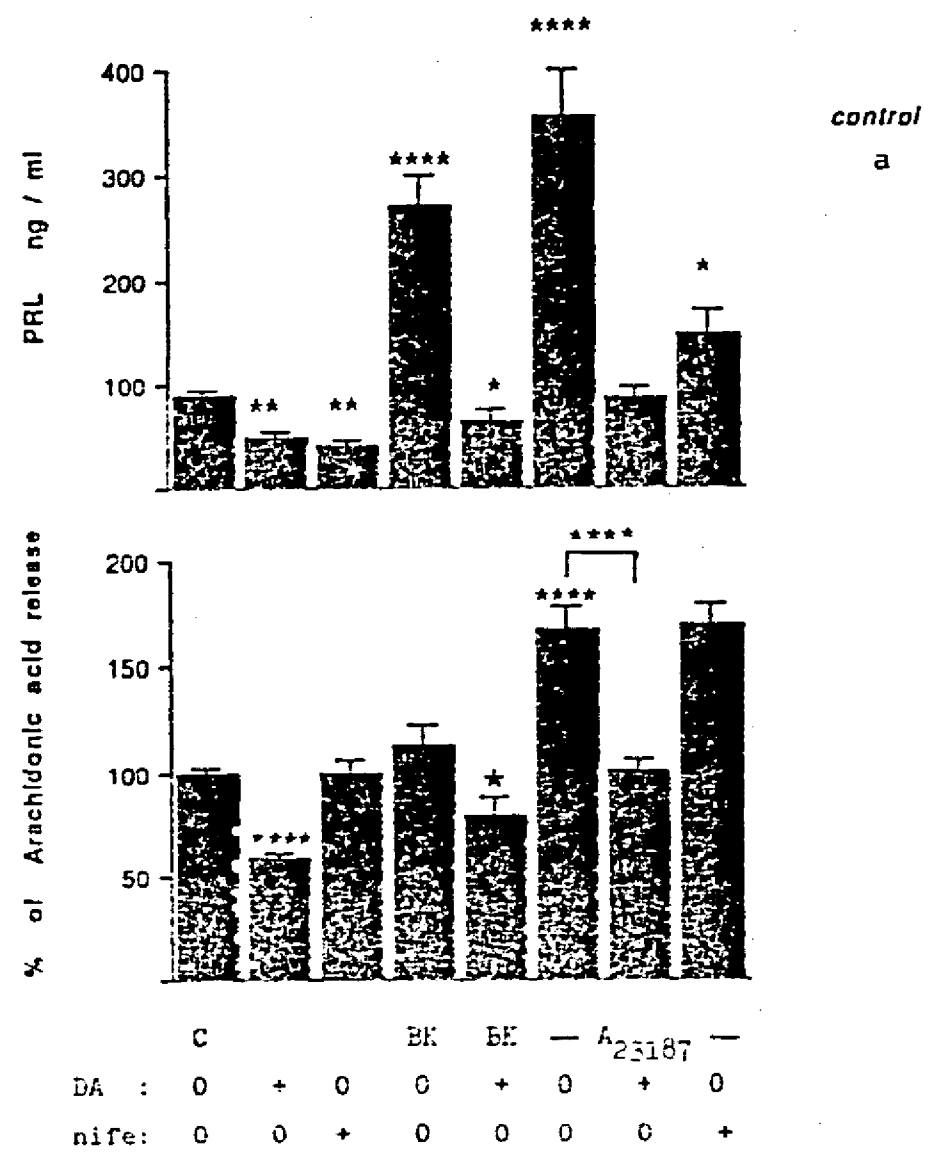 ****
400
control
a
****
300
PRL ng / ml
200
*
100
** ** *
****
200
****
% of Arachidonic acid release
150
100
*
****
50
C BK BK — A23187 —
DA : 0 + 0 0 + 0 + 0
nife: 0 0 + 0 0 0 0 +